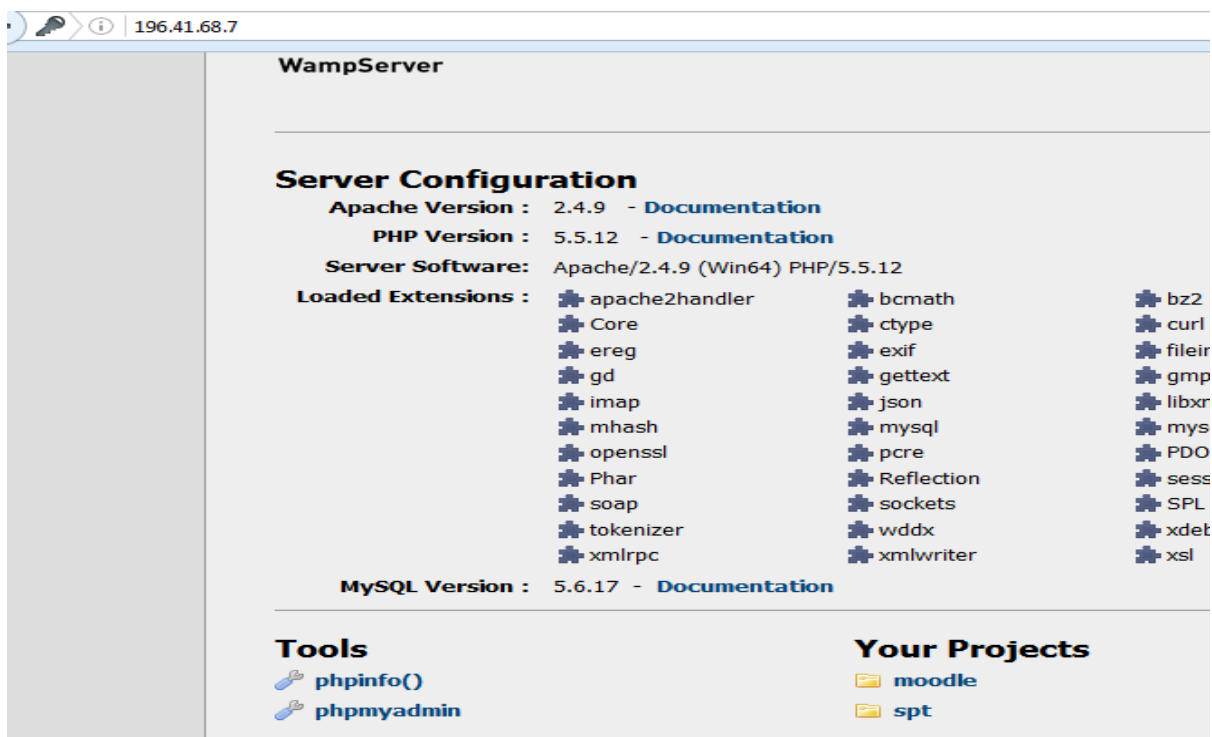 196.41.68.7
WampServer
Server Configuration
Apache Version : 2.4.9 - Documentation
PHP Version : 5.5.12 - Documentation
Server Software: Apache/2.4.9 (Win64) PHP/5.5.12
Loaded Extensions : apache2handler bcmath bz2
Core ctype curl
ereg exif
gd gettext gmp
imap json
mhash mysql
openssl pcre PDO
Phar Reflection
soap sockets SPL
tokenizer wddx
xmlrpc xmlwriter xsl
MySQL Version : 5.6.17 - Documentation
Tools Your Projects
phpinfo() moodle
phpmyadmin spt